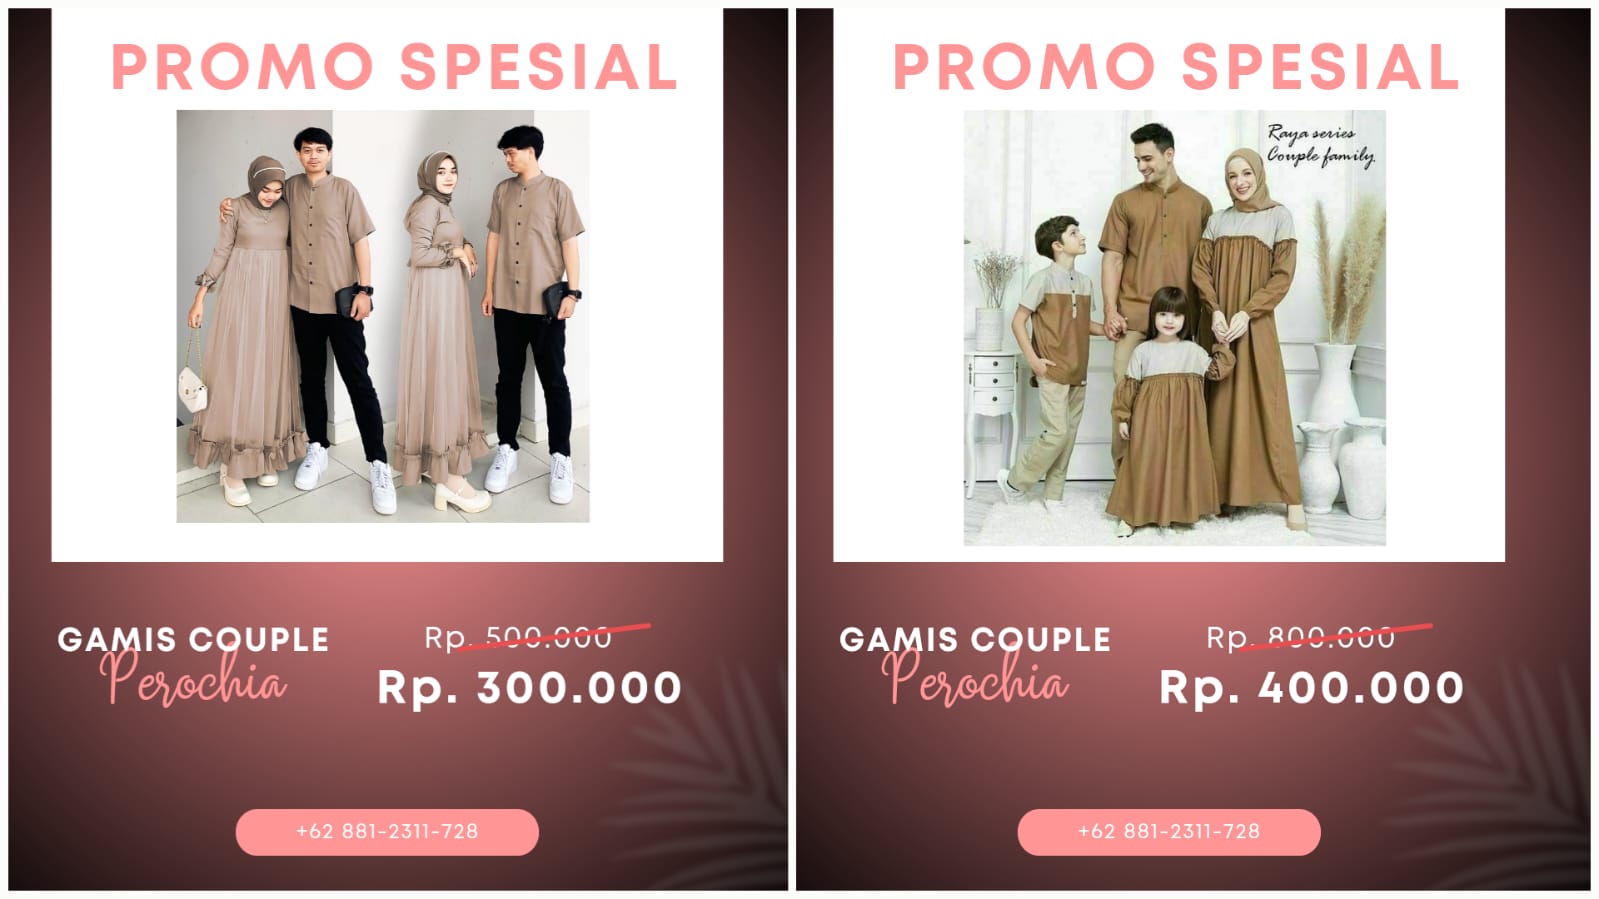 PROMO SPESIAL
GAMIS COUPLE
Perochia
Rp. 500.000
Rp. 300.000
+62 881-2311-728
PROMO SPESIAL
Raya series
Couple family
GAMIS COUPLE
Perochia
Rp. 800.000
Rp. 400.000
+62 881-2311-728